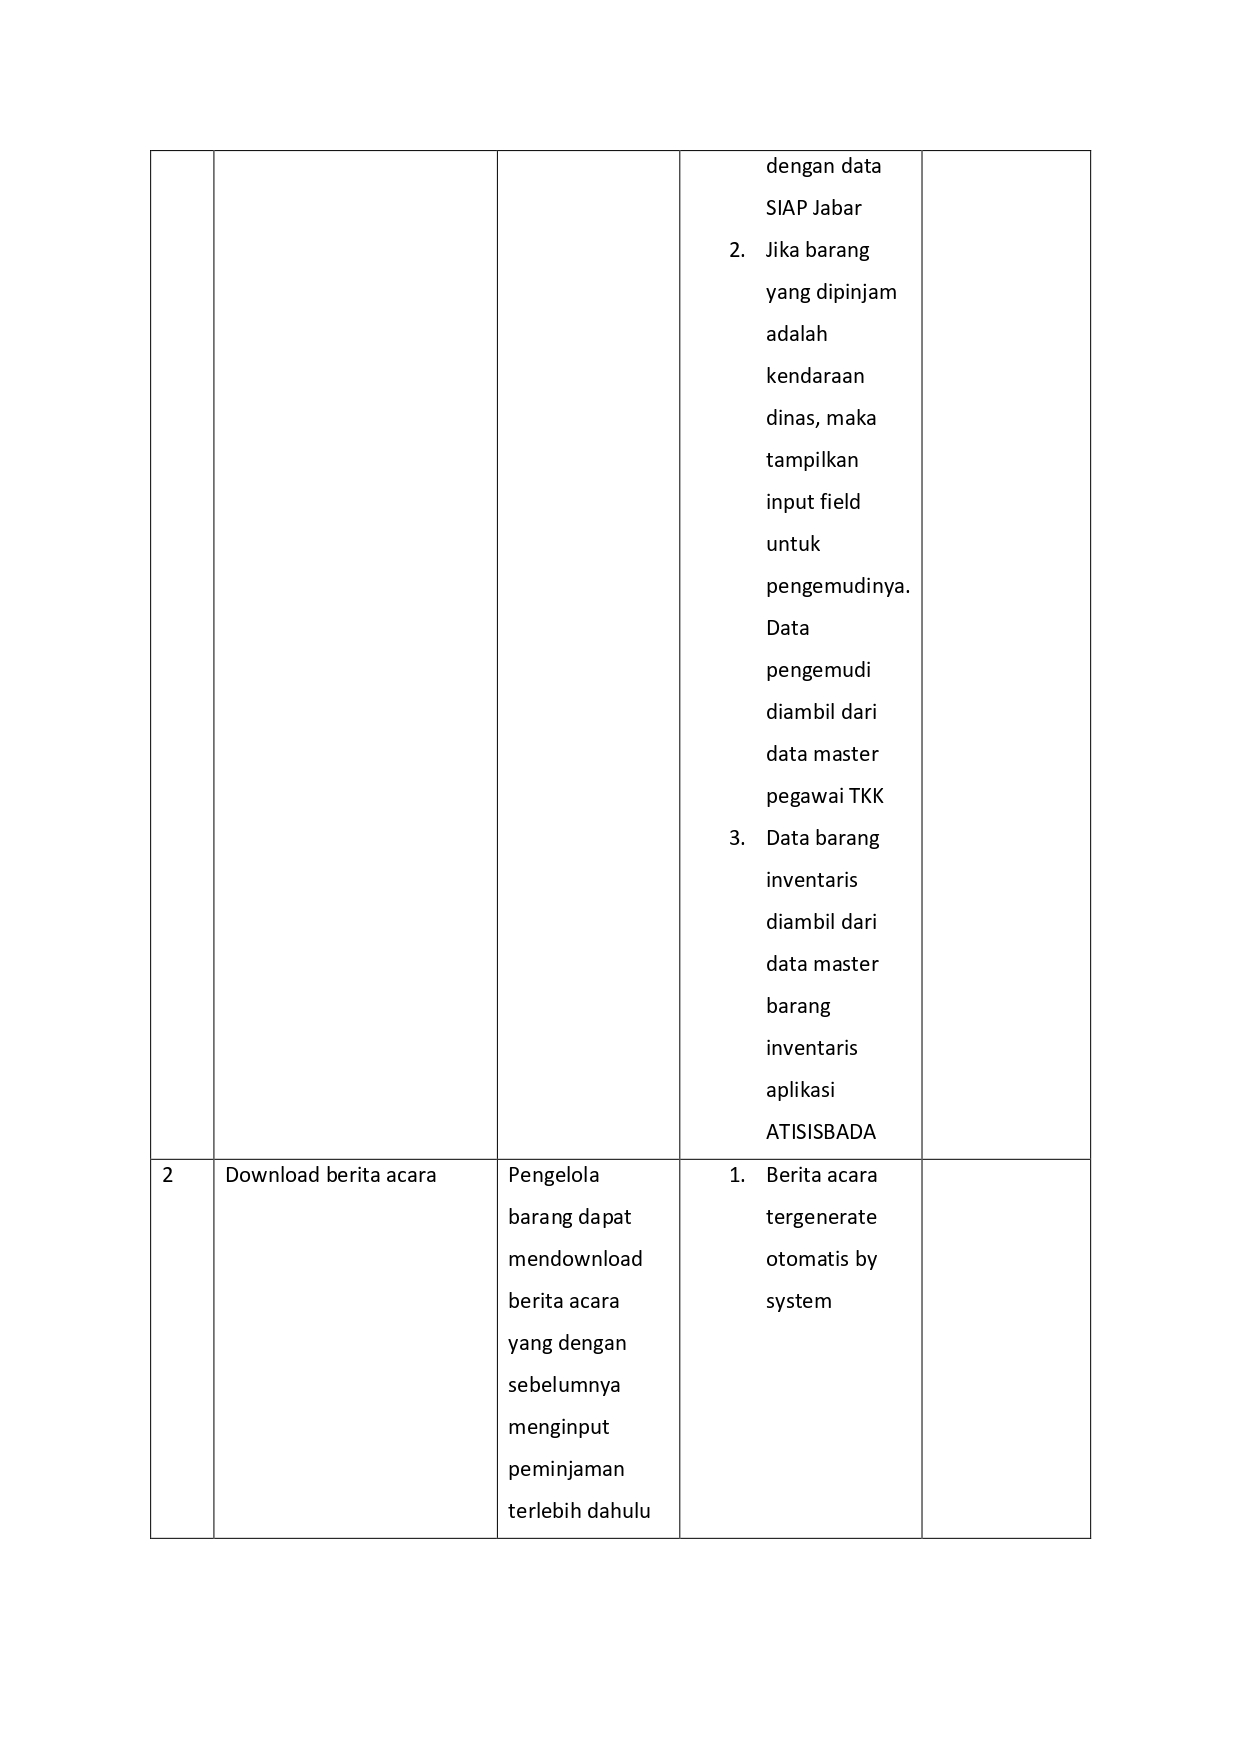 dengan data
SIAP Jabar
2. Jika barang
yang dipinjam
adalah
kendaraan
dinas, maka
tampilkan
input field
untuk
pengemudinya.
Data
pengemudi
diambil dari
data master
pegawai TKK
3. Data barang
inventaris
diambil dari
data master
barang
inventaris
aplikasi
ATISISBADA
2
Download berita acara
Pengelola
barang dapat
mendownload
berita acara
yang dengan
sebelumnya
menginput
peminjaman
terlebih dahulu
1. Berita acara
tergenerate
otomatis by
system